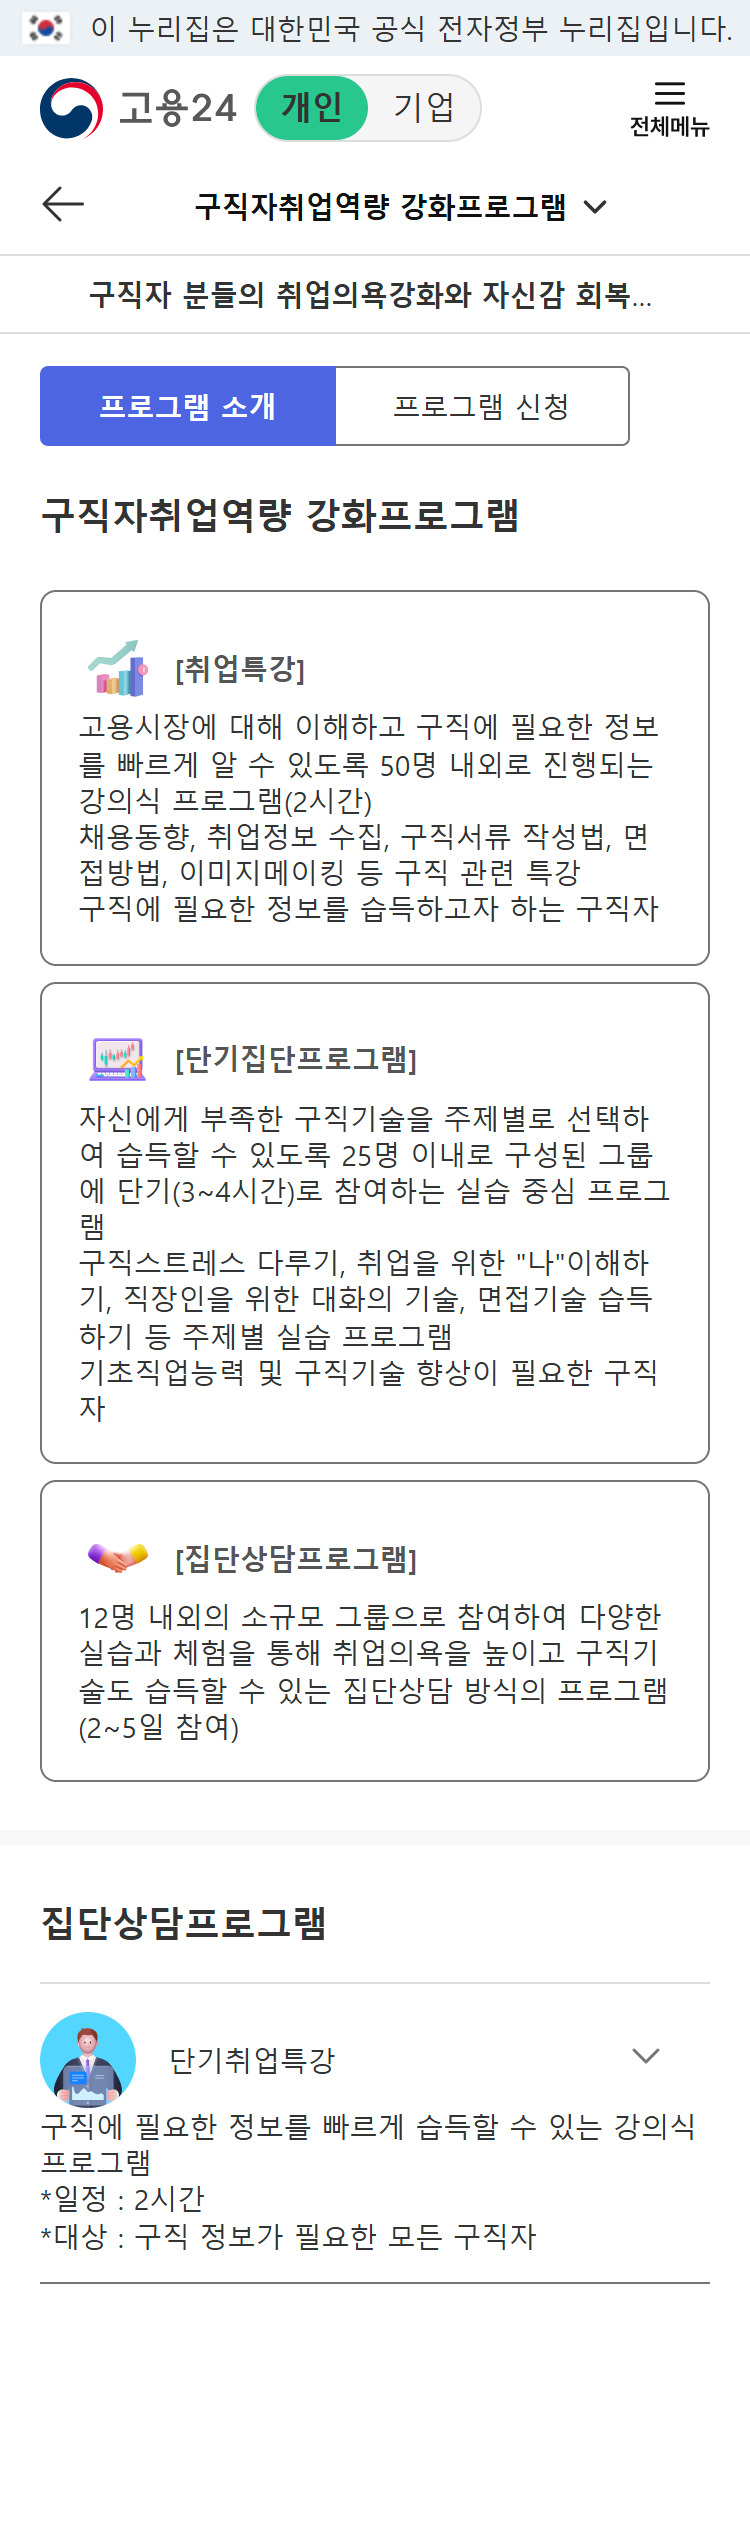 이 누리집은 대한민국 공식 전자정부 누리집입니다.
고용24 개인 기업
전체메뉴
구직자취업역량 강화프로그램
구직자 분들의 취업의욕강화와 자신감 회복...
프로그램 소개 프로그램 신청
구직자취업역량 강화프로그램
[취업특강]
고용시장에 대해 이해하고 구직에 필요한 정보
를 빠르게 알 수 있도록 50명 내외로 진행되는
강의식 프로그램(2시간)
채용동향, 취업정보 수집, 구직서류 작성법, 면
접방법, 이미지메이킹 등 구직 관련 특강
구직에 필요한 정보를 습득하고자 하는 구직자
[단기집단프로그램]
자신에게 부족한 구직기술을 주제별로 선택하
여 습득할 수 있도록 25명 이내로 구성된 그룹
에 단기(3~4시간)로 참여하는 실습 중심 프로그
램
구직스트레스 다루기, 취업을 위한 "나"이해하
기, 직장인을 위한 대화의 기술, 면접기술 습득
하기 등 주제별 실습 프로그램
기초직업능력 및 구직기술 향상이 필요한 구직
자
[집단상담프로그램]
12명 내외의 소규모 그룹으로 참여하여 다양한
실습과 체험을 통해 취업의욕을 높이고 구직기
술도 습득할 수 있는 집단상담 방식의 프로그램
(2~5일 참여)
집단상담프로그램
단기취업특강
구직에 필요한 정보를 빠르게 습득할 수 있는 강의식
프로그램
*일정 : 2시간
*대상 : 구직 정보가 필요한 모든 구직자